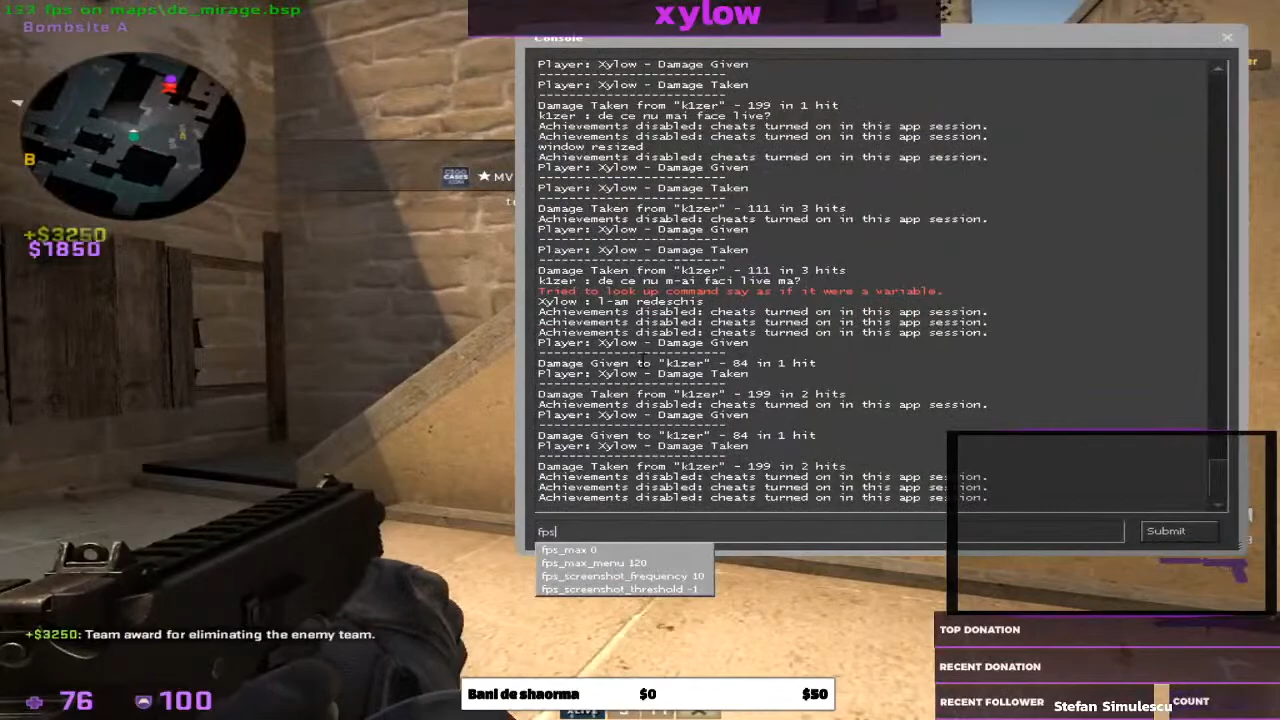 199 fps on maps\de_mirage.bsp
Bombsite A
xylow
Console
B
+$3250
$1850
★ MV
Player: Xylow - Damage Given
-------------------------
Player: Xylow - Damage Taken
-------------------------
Damage Taken from "k1zer" - 199 in 1 hit
k1zer : de ce nu mai face live?
Achievements disabled: cheats turned on in this app session.
Achievements disabled: cheats turned on in this app session.
window resized
Achievements disabled: cheats turned on in this app session.
Player: Xylow - Damage Given
-------------------------
Player: Xylow - Damage Taken
-------------------------
Damage Taken from "k1zer" - 111 in 3 hits
Achievements disabled: cheats turned on in this app session.
Player: Xylow - Damage Given
-------------------------
Player: Xylow - Damage Taken
-------------------------
Damage Taken from "k1zer" - 111 in 3 hits
k1zer : de ce nu m-ai faci live ma?
Tried to look up command say as if it were a variable.
Xylow : l-am redeschis
Achievements disabled: cheats turned on in this app session.
Achievements disabled: cheats turned on in this app session.
Achievements disabled: cheats turned on in this app session.
Player: Xylow - Damage Given
-------------------------
Damage Given to "k1zer" - 84 in 1 hit
Player: Xylow - Damage Taken
-------------------------
Damage Taken from "k1zer" - 199 in 2 hits
Achievements disabled: cheats turned on in this app session.
Player: Xylow - Damage Given
-------------------------
Damage Given to "k1zer" - 84 in 1 hit
Player: Xylow - Damage Taken
-------------------------
Damage Taken from "k1zer" - 199 in 2 hits
Achievements disabled: cheats turned on in this app session.
Achievements disabled: cheats turned on in this app session.
Achievements disabled: cheats turned on in this app session.
fps
Submit
fps_max 0
fps_max_menu 120
fps_screenshot_frequency 10
fps_screenshot_threshold -1
+$3250: Team award for eliminating the enemy team.
TOP DONATION
RECENT DONATION
RECENT FOLLOWER Stefan Simulescu COUNT
76 100
Bani de shaorma $0 $50